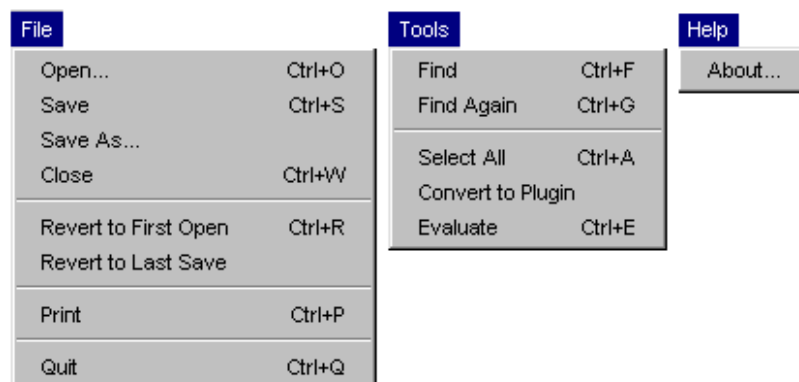 File
Open... Ctrl+O
Save Ctrl+S
Save As...
Close Ctrl+W
Revert to First Open Ctrl+R
Revert to Last Save
Print Ctrl+P
Quit Ctrl+Q
Tools
Find Ctrl+F
Find Again Ctrl+G
Select All Ctrl+A
Convert to Plugin
Evaluate Ctrl+E
Help
About...